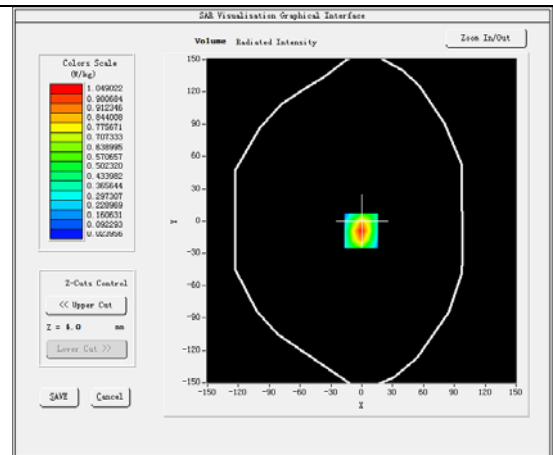 SAR Visualisation Graphical Interface
Volume Radiated Intensity
Zoom In/Out
Colors Scale
(W/kg)
1.049022
0.980684
0.912346
0.844008
0.775671
0.707333
0.638995
0.570657
0.502320
0.433982
0.365644
0.297307
0.228969
0.160631
0.092293
0.023956
150
120
90
60
30
0
-30
-60
-90
-120
-150
Y
-150 -120 -90 -60 -30 0 30 60 90 120 150
X
Z-Cuts Control
<< Upper Cut
Z = 4.0 mm
Lower Cut >>
SAVE Cancel